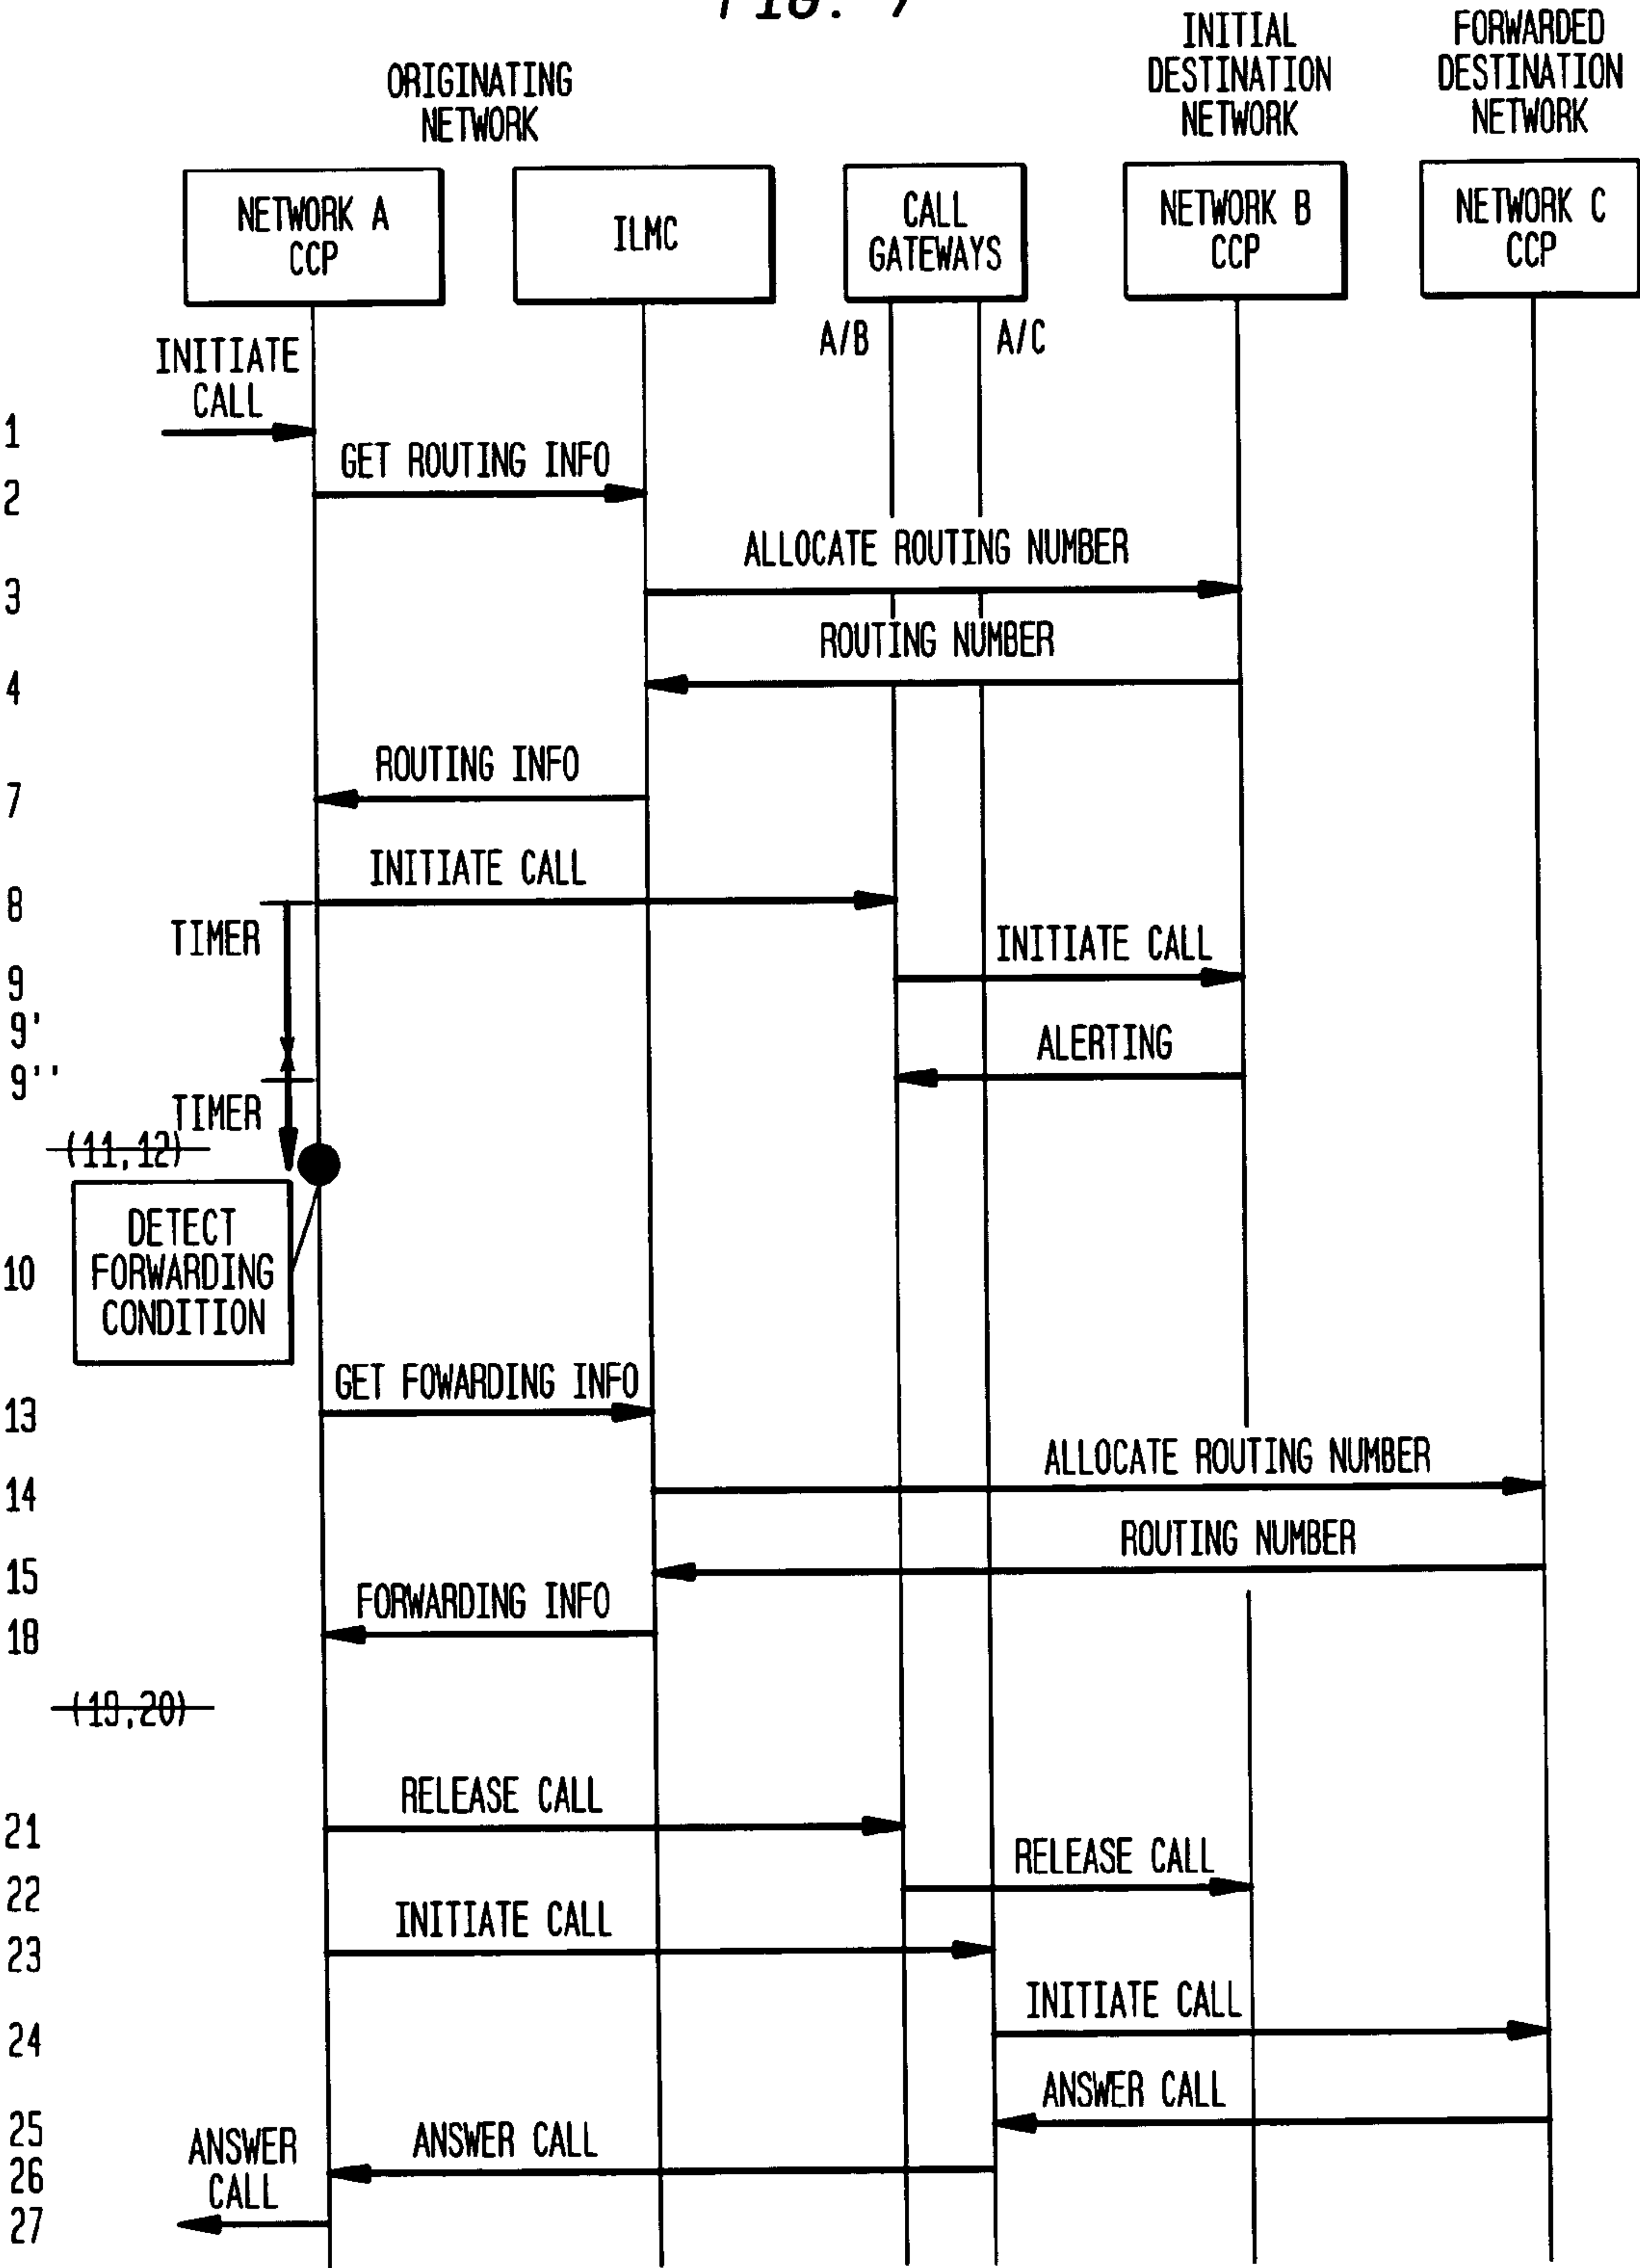 FIG. 7
ORIGINATING
NETWORK
INITIAL
DESTINATION
NETWORK
FORWARDED
DESTINATION
NETWORK
NETWORK A
CCP
ILMC
CALL
GATEWAYS
NETWORK B
CCP
NETWORK C
CCP
A/B
A/C
INITIATE
CALL
1
GET ROUTING INFO
2
ALLOCATE ROUTING NUMBER
3
ROUTING NUMBER
4
ROUTING INFO
7
INITIATE CALL
8
TIMER
INITIATE CALL
9
9'
ALERTING
9''
TIMER
(11,12)
DETECT
FORWARDING
CONDITION
10
GET FOWARDING INFO
13
ALLOCATE ROUTING NUMBER
14
ROUTING NUMBER
15
FORWARDING INFO
18
(19,20)
RELEASE CALL
21
RELEASE CALL
22
INITIATE CALL
23
INITIATE CALL
24
ANSWER CALL
25
ANSWER CALL
26
ANSWER
CALL
27